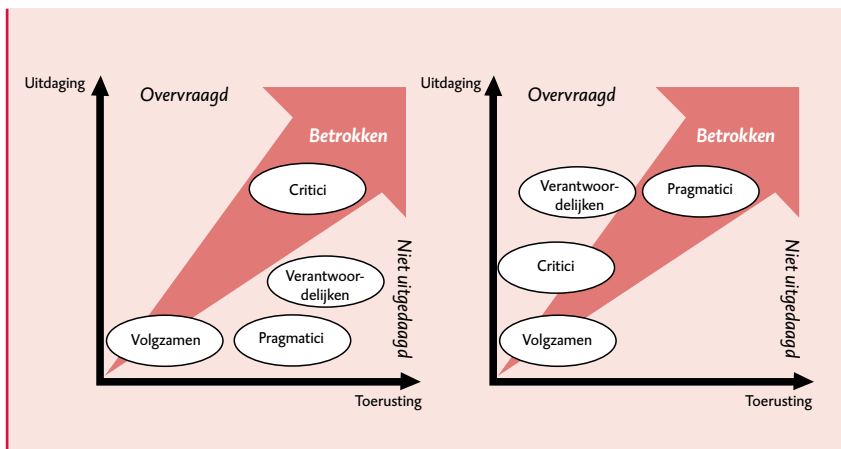 Uitdaging
Overvraagd
Betrokken
Critici
Verantwoor-
delijken
Volgzamen
Pragmatici
Niet uitgedaagd
Toerusting
Uitdaging
Overvraagd
Betrokken
Verantwoor-
delijken
Pragmatici
Critici
Volgzamen
Niet uitgedaagd
Toerusting